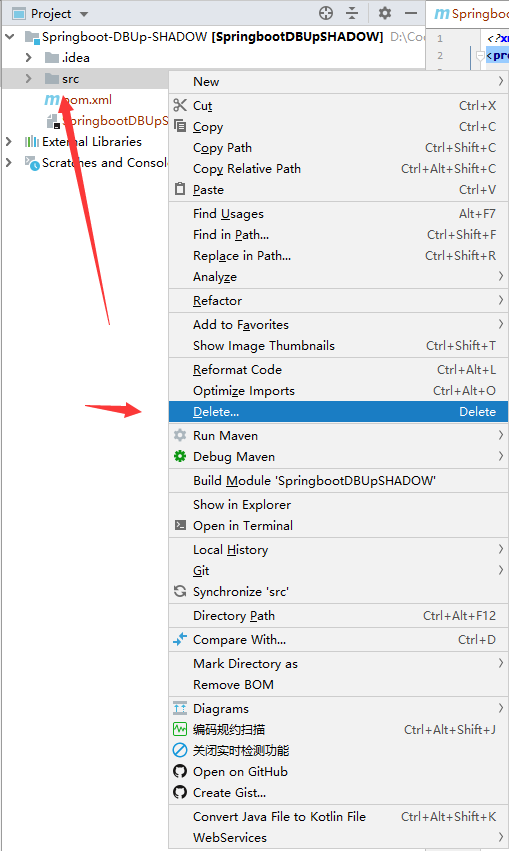 Project
Springboot-DBUp-SHADOW [SpringbootDBUpSHADOW] D:\Coo
.idea
src
pom.xml
SpringbootDBUpS
External Libraries
Scratches and Consol
Springboo
1
<?xm
2
<pro
New
Cut Ctrl+X
Copy Ctrl+C
Copy Path Ctrl+Shift+C
Copy Relative Path Ctrl+Alt+Shift+C
Paste Ctrl+V
Find Usages Alt+F7
Find in Path... Ctrl+Shift+F
Replace in Path... Ctrl+Shift+R
Analyze
Refactor
Add to Favorites
Show Image Thumbnails Ctrl+Shift+T
Reformat Code Ctrl+Alt+L
Optimize Imports Ctrl+Alt+O
Delete... Delete
Run Maven
Debug Maven
Build Module 'SpringbootDBUpSHADOW'
Show in Explorer
Open in Terminal
Local History
Git
Synchronize 'src'
Directory Path Ctrl+Alt+F12
Compare With... Ctrl+D
Mark Directory as
Remove BOM
Diagrams
编码规约扫描 Ctrl+Alt+Shift+J
关闭实时检测功能
Open on GitHub
Create Gist...
Convert Java File to Kotlin File Ctrl+Alt+Shift+K
WebServices